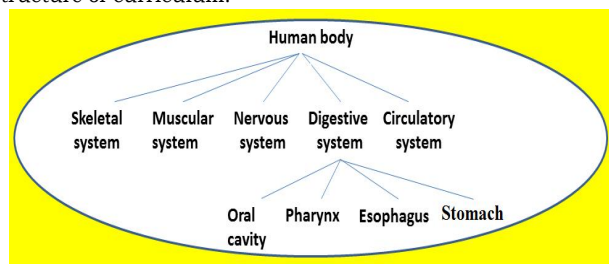 tructure of curriculum.
Human body
Skeletal Muscular Nervous Digestive Circulatory
system system system system system
Oral Pharynx Esophagus Stomach
cavity